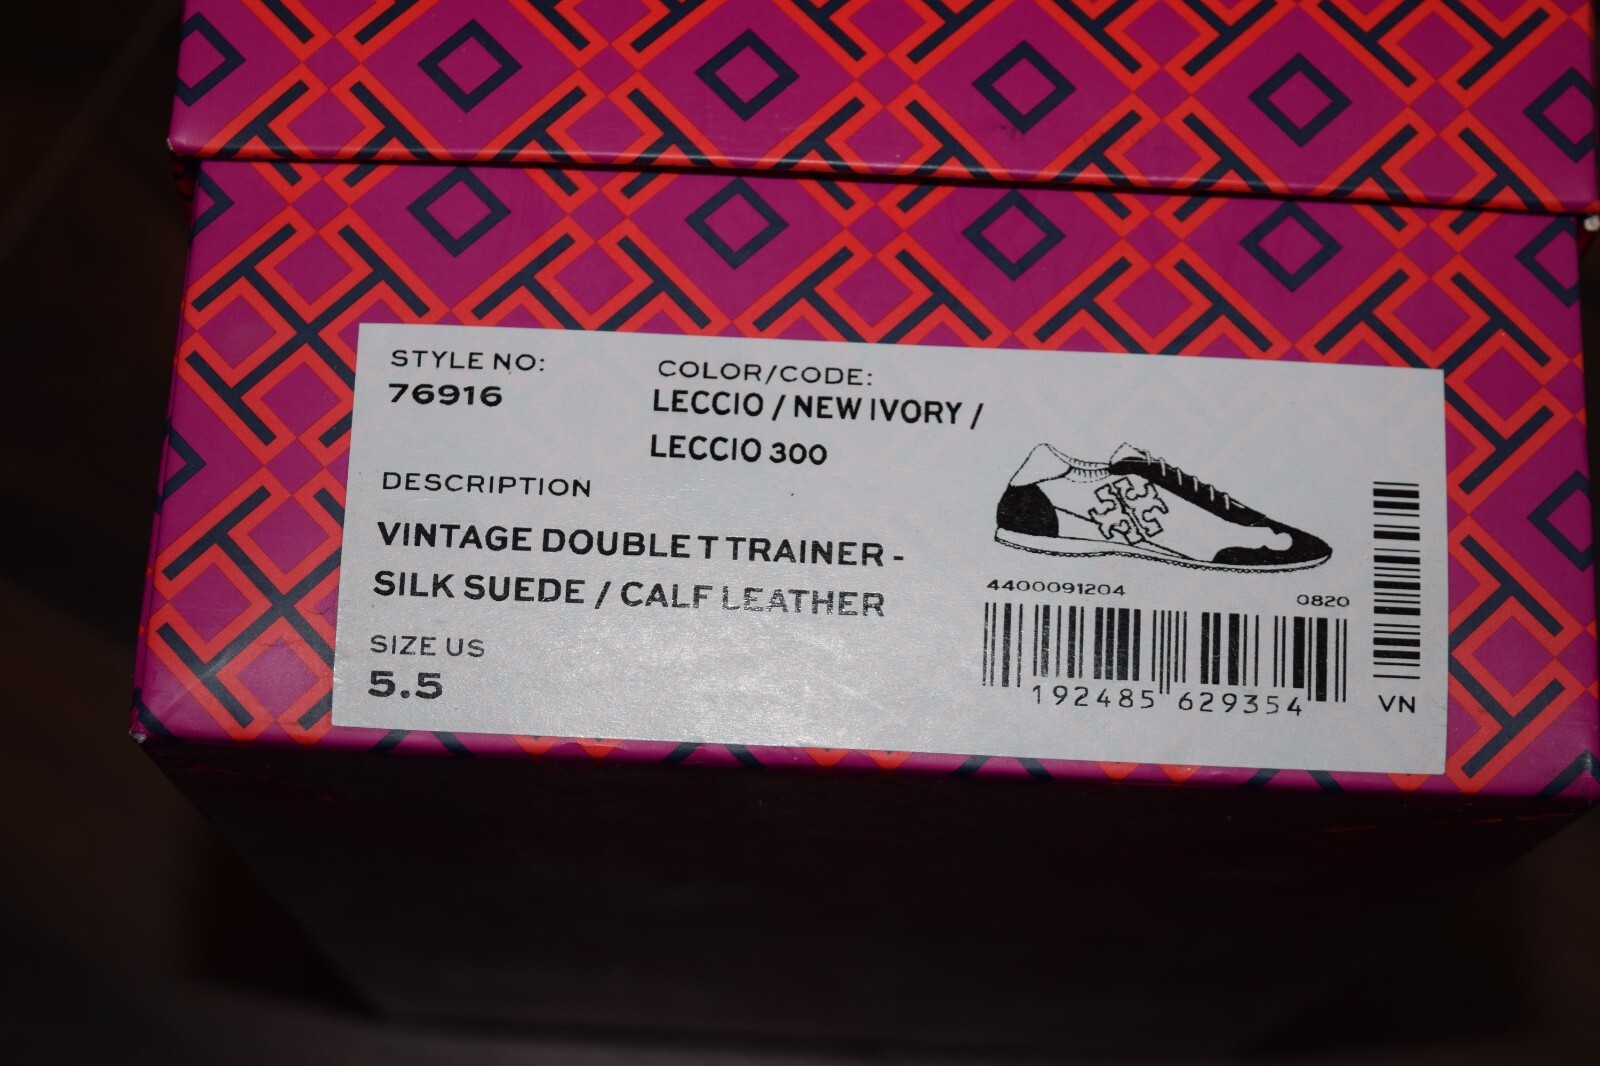 STYLE NO:
76916
COLOR/CODE:
LECCIO / NEW IVORY /
LECCIO 300
DESCRIPTION
VINTAGE DOUBLE T TRAINER -
SILK SUEDE / CALF LEATHER
SIZE US
5.5
4400091204 0820
192485 629354
VN